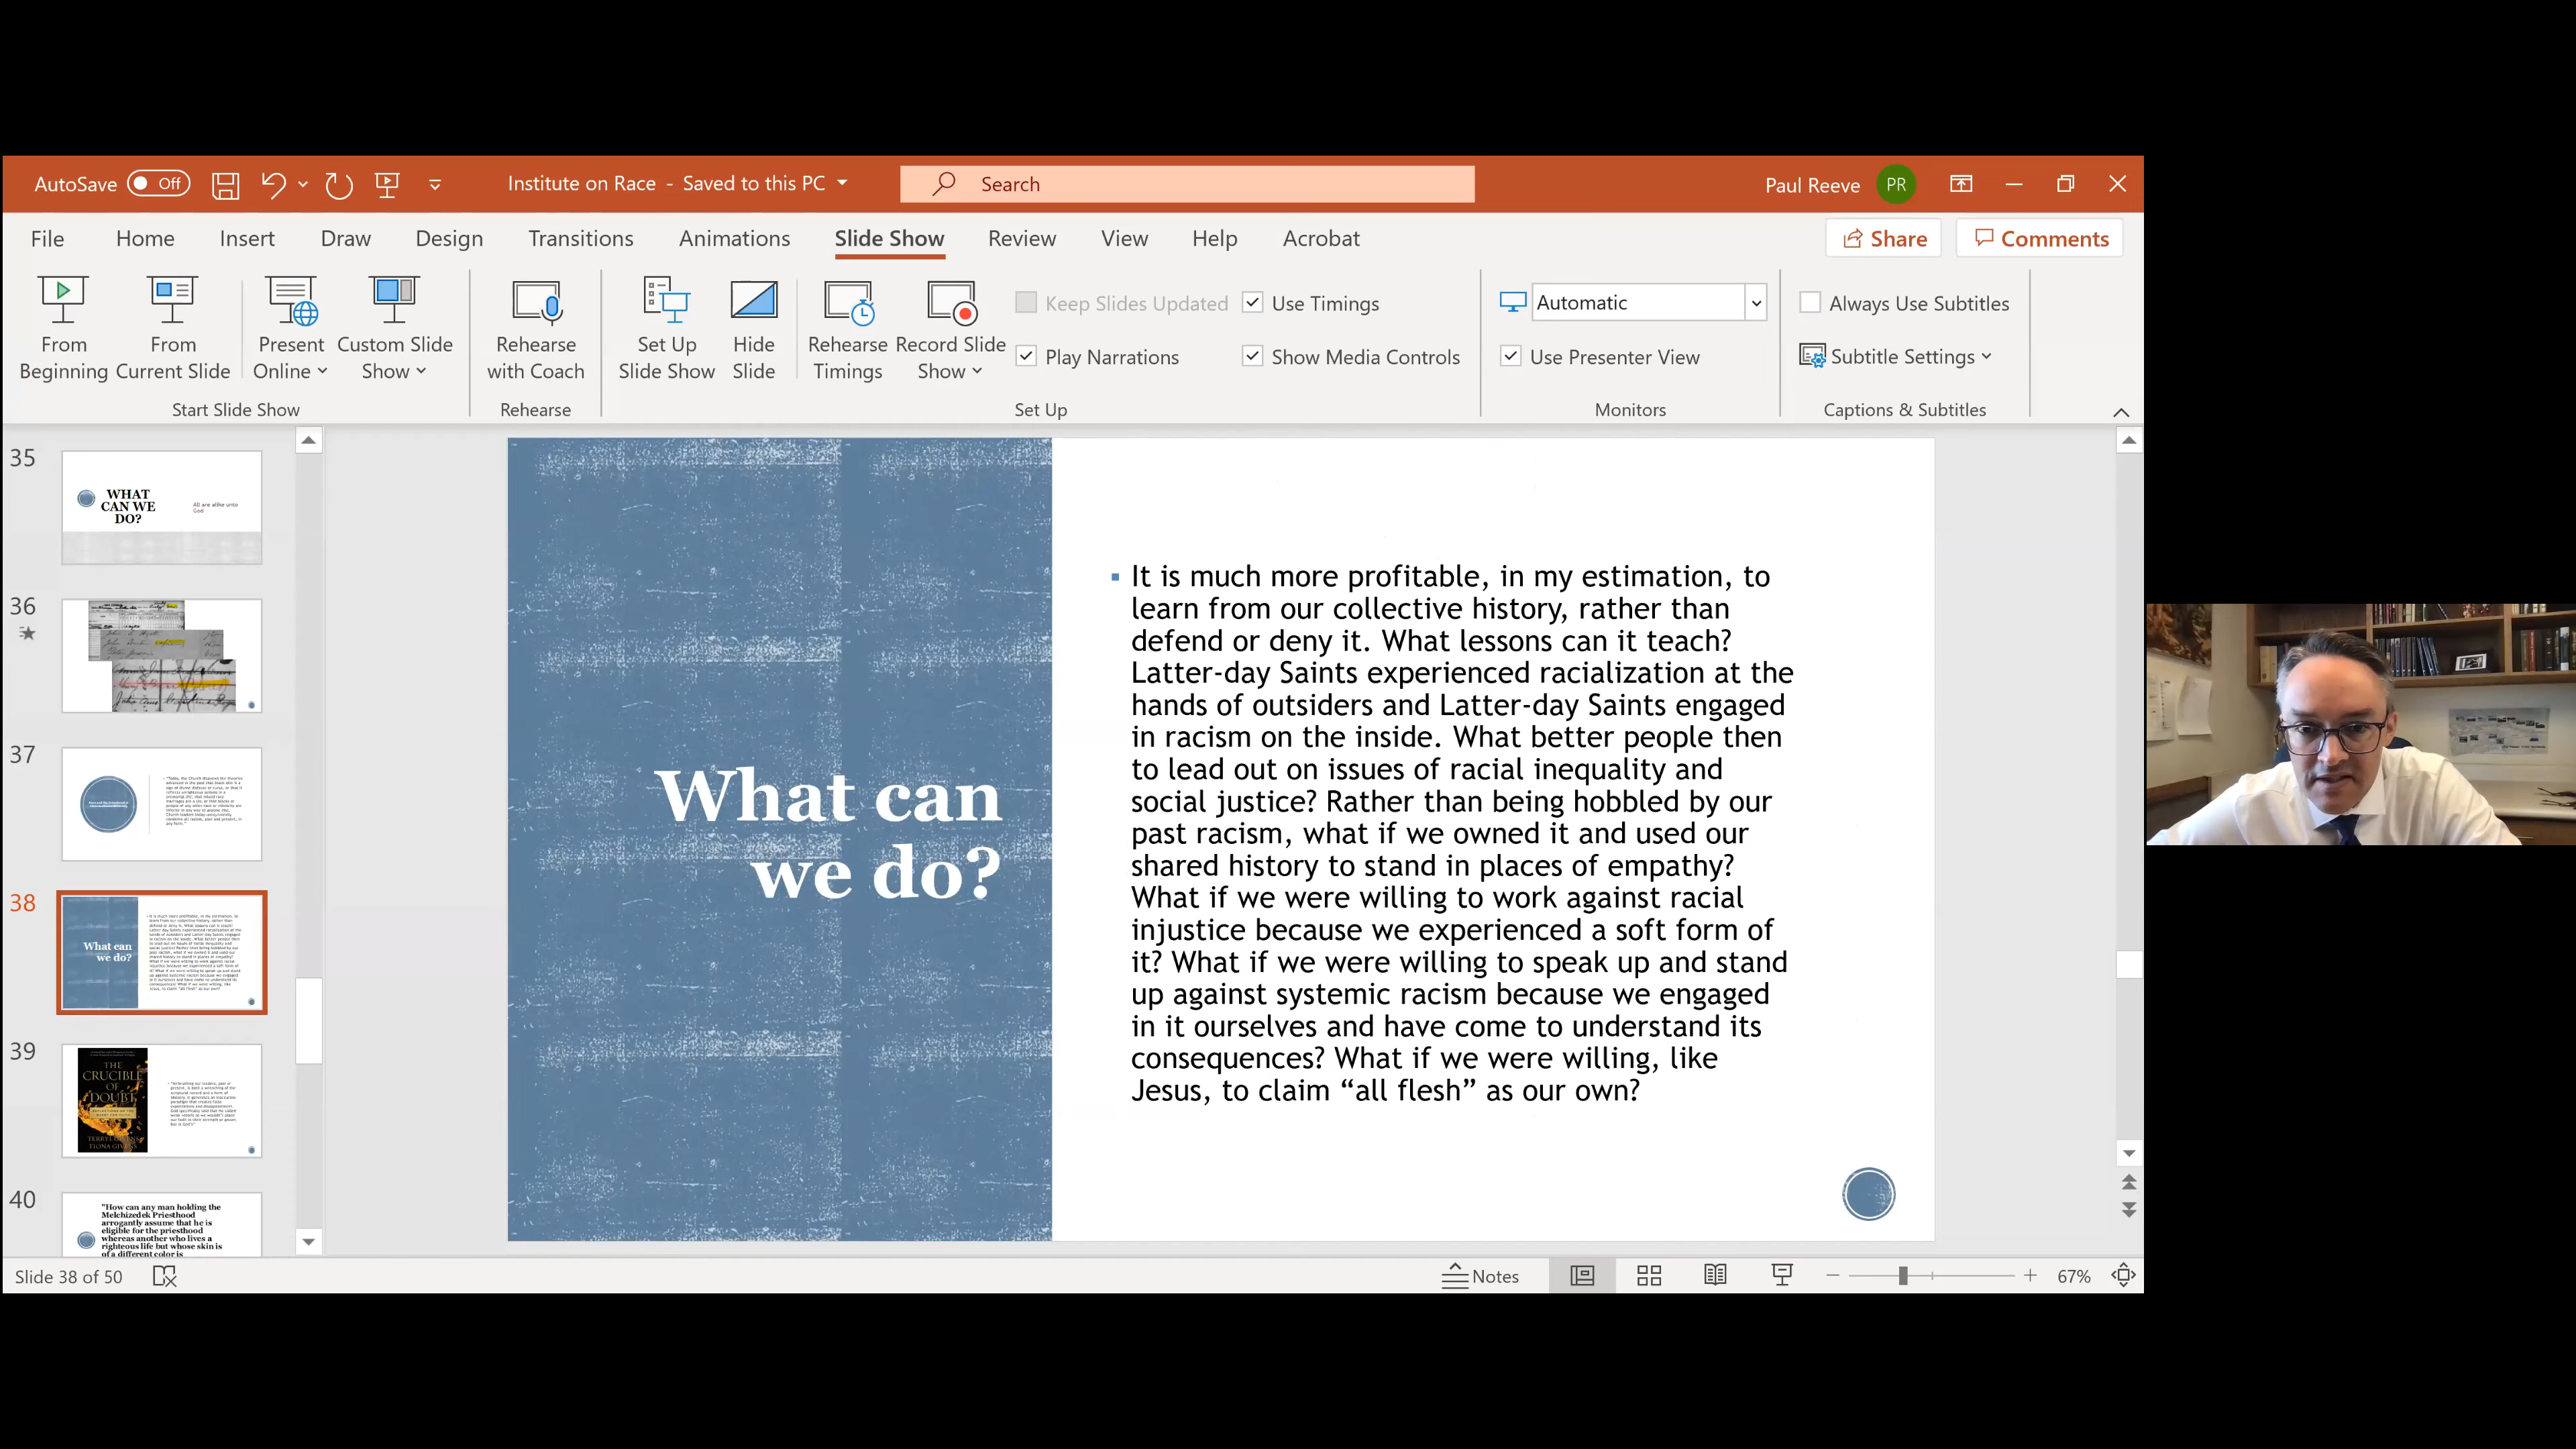 AutoSave Off Institute on Race - Saved to this PC Search Paul Reeve PR
File Home Insert Draw Design Transitions Animations Slide Show Review View Help Acrobat Share Comments
From Beginning
From Current Slide
Present Online
Custom Slide Show
Rehearse with Coach
Set Up Slide Show
Hide Slide
Rehearse Timings
Record Slide Show
Keep Slides Updated
Play Narrations
Use Timings
Show Media Controls
Automatic
Use Presenter View
Always Use Subtitles
Subtitle Settings
Start Slide Show Rehearse Set Up Monitors Captions & Subtitles
35
WHAT
CAN WE
DO?
All are alike unto
God
36
37
38
What can
we do?
39
THE
CRUCIBLE
OF
DOUBT
40
"How can any man holding the
Melchizedek Priesthood
arrogantly assume that he is
eligible for the priesthood
whereas another who lives a
righteous life but whose skin is
of a different color is
What can
we do?
It is much more profitable, in my estimation, to
learn from our collective history, rather than
defend or deny it. What lessons can it teach?
Latter-day Saints experienced racialization at the
hands of outsiders and Latter-day Saints engaged
in racism on the inside. What better people then
to lead out on issues of racial inequality and
social justice? Rather than being hobbled by our
past racism, what if we owned it and used our
shared history to stand in places of empathy?
What if we were willing to work against racial
injustice because we experienced a soft form of
it? What if we were willing to speak up and stand
up against systemic racism because we engaged
in it ourselves and have come to understand its
consequences? What if we were willing, like
Jesus, to claim “all flesh” as our own?
Slide 38 of 50 Notes 67%